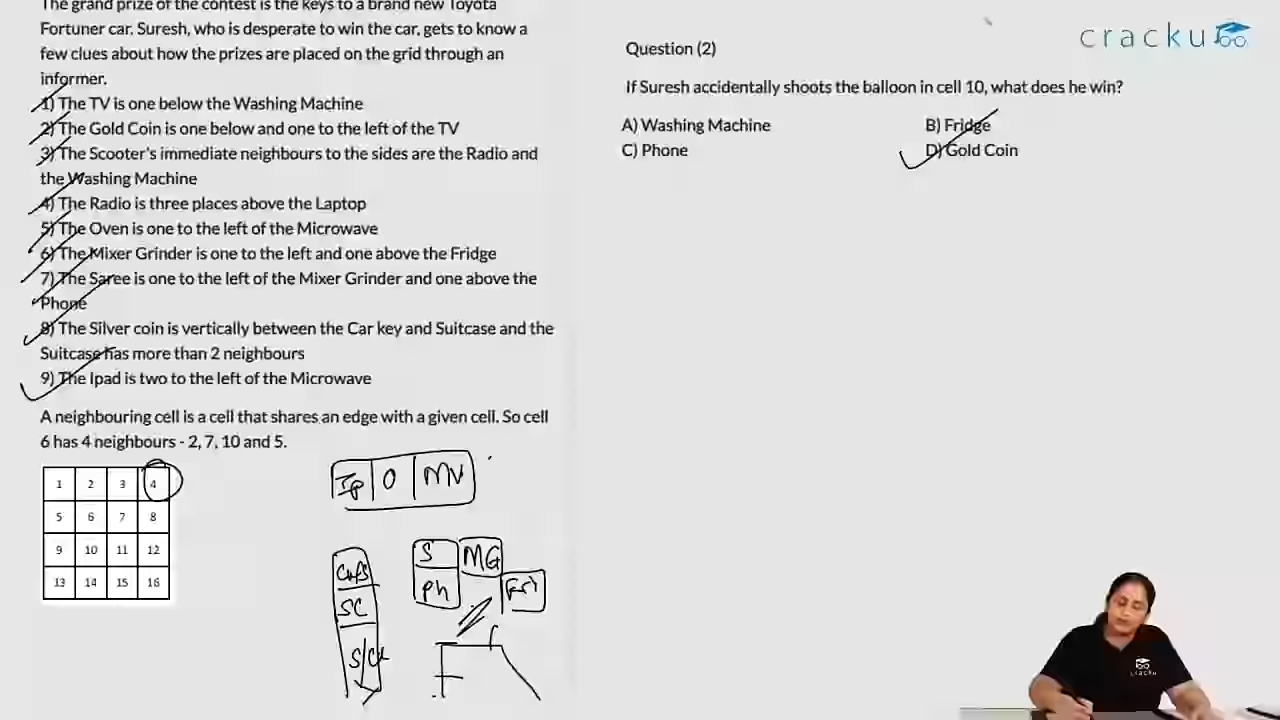 The grand prize of the contest is the keys to a brand new Toyota
Fortuner car. Suresh, who is desperate to win the car, gets to know a
few clues about how the prizes are placed on the grid through an
informer.
1) The TV is one below the Washing Machine
2) The Gold Coin is one below and one to the left of the TV
3) The Scooter's immediate neighbours to the sides are the Radio and
the Washing Machine
4) The Radio is three places above the Laptop
5) The Oven is one to the left of the Microwave
6) The Mixer Grinder is one to the left and one above the Fridge
7) The Saree is one to the left of the Mixer Grinder and one above the
Phone
8) The Silver coin is vertically between the Car key and Suitcase and the
Suitcase has more than 2 neighbours
9) The Ipad is two to the left of the Microwave
A neighbouring cell is a cell that shares an edge with a given cell. So cell
6 has 4 neighbours - 2, 7, 10 and 5.
1 2 3 4
5 6 7 8
9 10 11 12
13 14 15 16
Ip O MV
S MG
Ph Fri
SC
cracku
Question (2)
If Suresh accidentally shoots the balloon in cell 10, what does he win?
A) Washing Machine B) Fridge
C) Phone D) Gold Coin
cracku